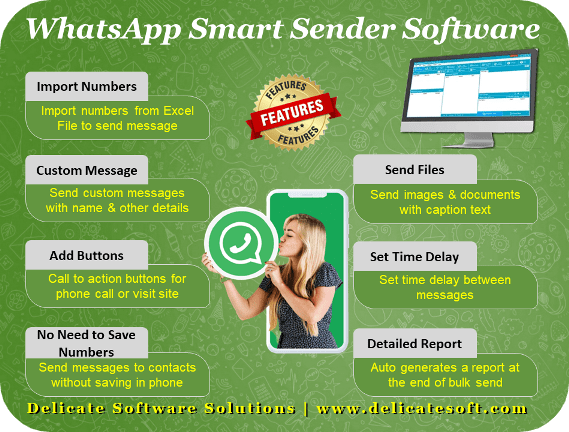 WhatsApp Smart Sender Software
Import Numbers
Import numbers from Excel
File to send message
FEATURES
FEATURES
FEATURES
Custom Message
Send custom messages
with name & other details
Send Files
Send images & documents
with caption text
Add Buttons
Call to action buttons for
phone call or visit site
Set Time Delay
Set time delay between
messages
No Need to Save
Numbers
Send messages to contacts
without saving in phone
Detailed Report
Auto generates a report at
the end of bulk send
Delicate Software Solutions | www.delicatesoft.com